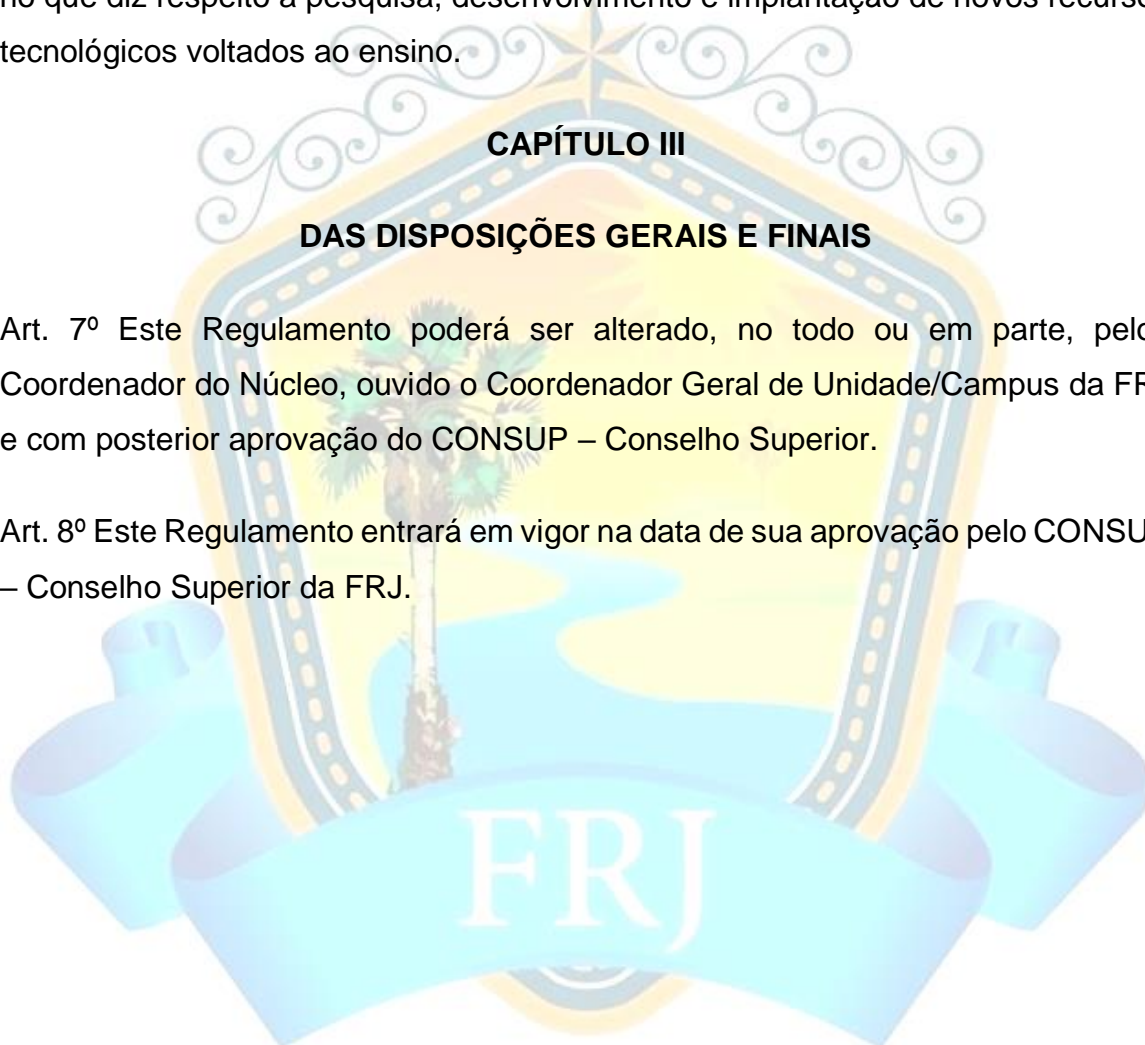 no que diz respeito à pesquisa, desenvolvimento e implantação de novos recurso
tecnológicos voltados ao ensino.
CAPÍTULO III
DAS DISPOSIÇÕES GERAIS E FINAIS
Art. 7º Este Regulamento poderá ser alterado, no todo ou em parte, pelo
Coordenador do Núcleo, ouvido o Coordenador Geral de Unidade/Campus da FR
e com posterior aprovação do CONSUP – Conselho Superior.
Art. 8º Este Regulamento entrará em vigor na data de sua aprovação pelo CONSU
– Conselho Superior da FRJ.
FRJ